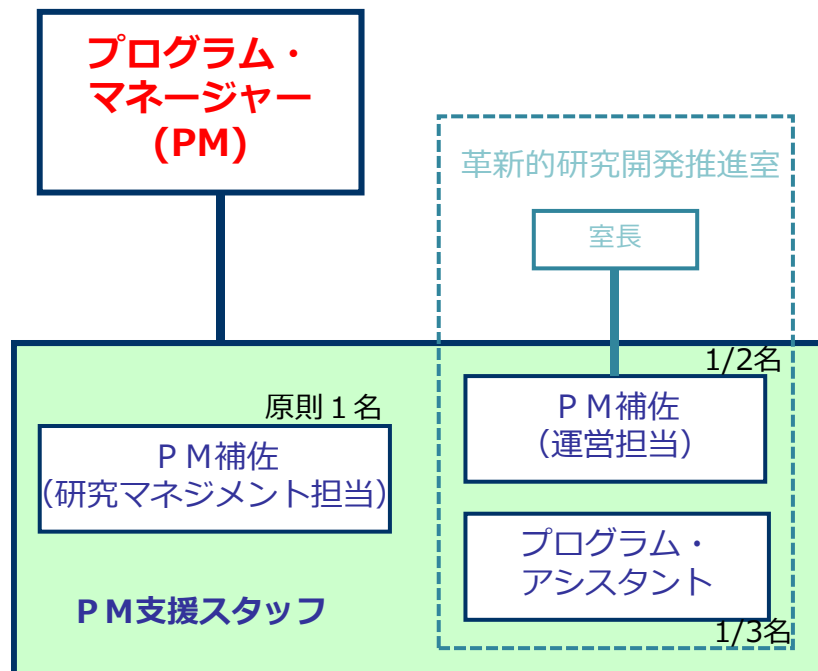 プログラム・
マネージャー
(PM)
革新的研究開発推進室
室長
1/2名
ＰＭ補佐
（運営担当）
原則１名
ＰＭ補佐
（研究マネジメント担当）
プログラム・
アシスタント
1/3名
ＰＭ支援スタッフ